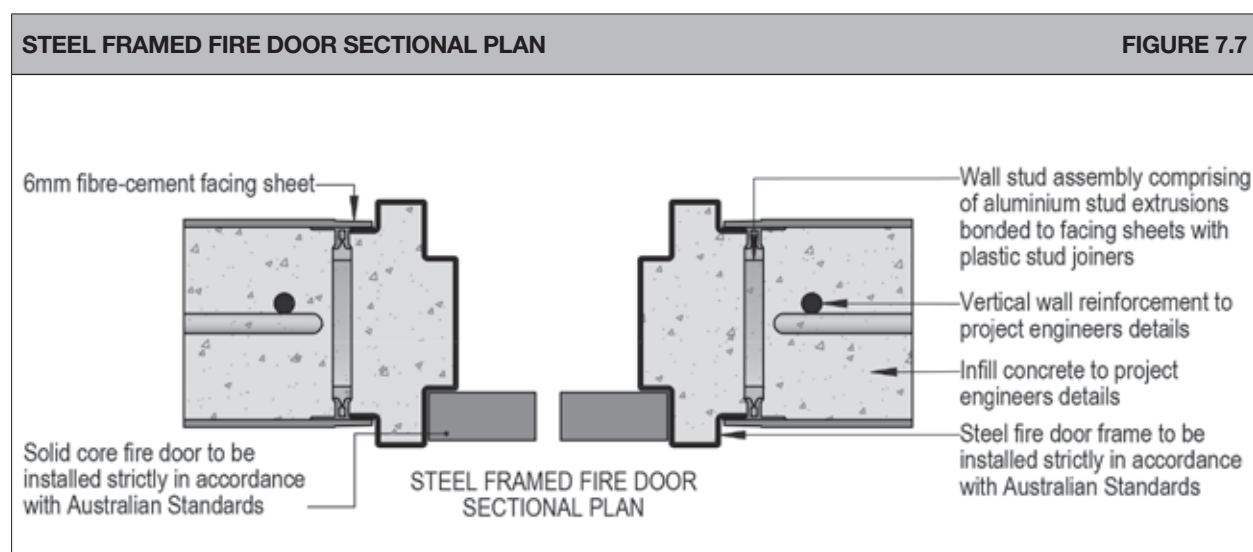 STEEL FRAMED FIRE DOOR SECTIONAL PLAN
FIGURE 7.7
6mm fibre-cement facing sheet
Wall stud assembly comprising
of aluminium stud extrusions
bonded to facing sheets with
plastic stud joiners
Vertical wall reinforcement to
project engineers details
Infill concrete to project
engineers details
Steel fire door frame to be
installed strictly in accordance
with Australian Standards
Solid core fire door to be
installed strictly in accordance
with Australian Standards
STEEL FRAMED FIRE DOOR
SECTIONAL PLAN